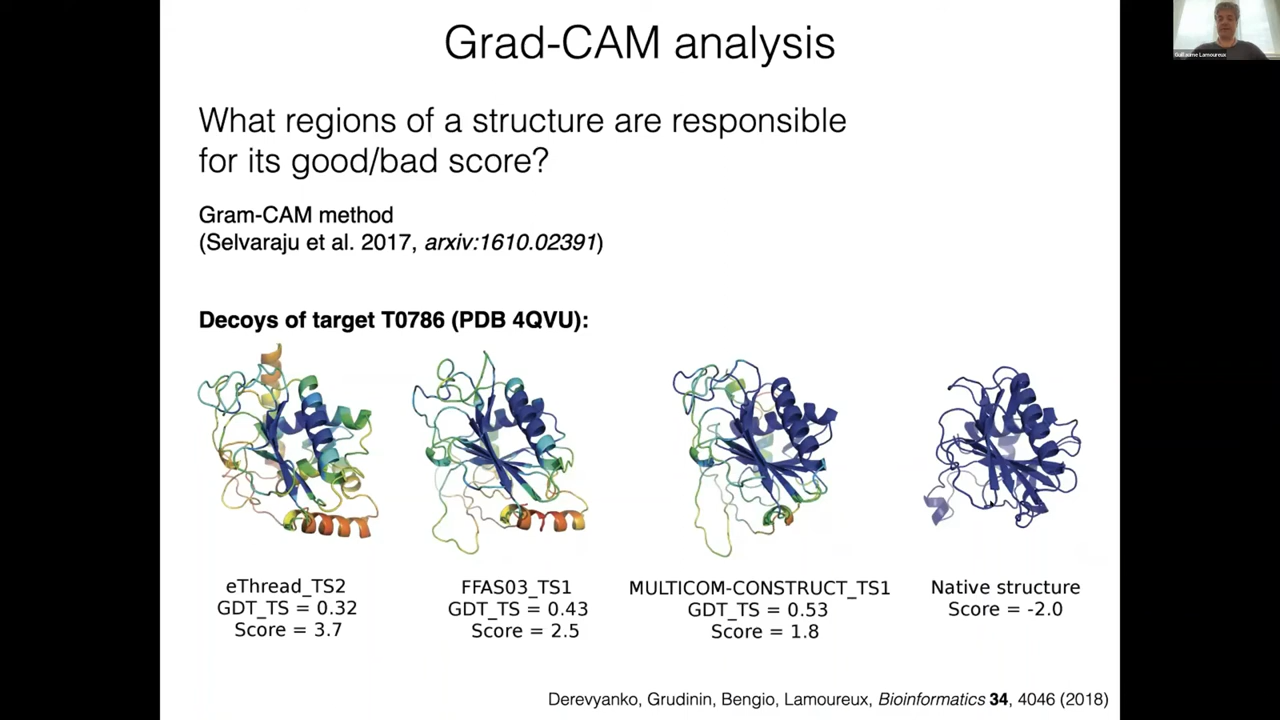 Grad-CAM analysis
Guillaume Lamoureux
What regions of a structure are responsible
for its good/bad score?
Gram-CAM method
(Selvaraju et al. 2017, arxiv:1610.02391)
Decoys of target T0786 (PDB 4QVU):
eThread_TS2
GDT_TS = 0.32
Score = 3.7
FFAS03_TS1
GDT_TS = 0.43
Score = 2.5
MULTICOM-CONSTRUCT_TS1
GDT_TS = 0.53
Score = 1.8
Native structure
Score = -2.0
Derevyanko, Grudinin, Bengio, Lamoureux, Bioinformatics 34, 4046 (2018)